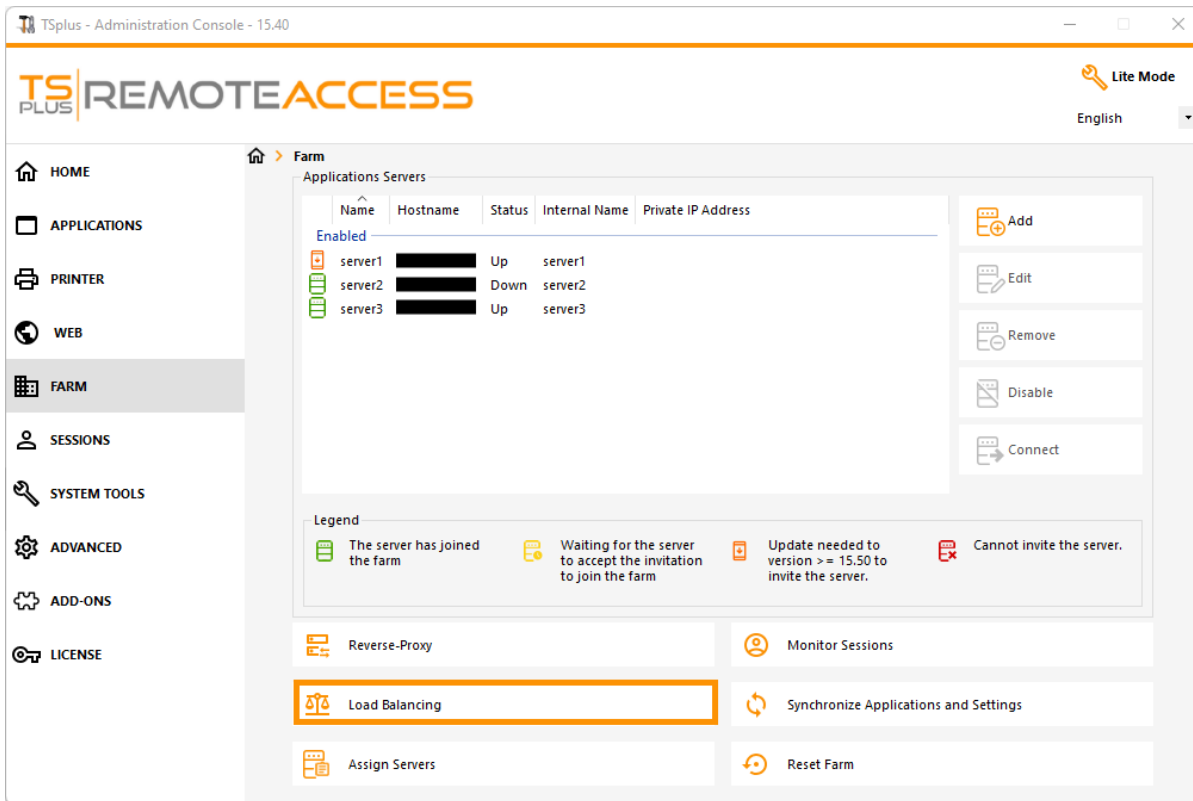 TSplus - Administration Console - 15.40
TS PLUS REMOTEACCESS
Lite Mode
English
HOME
APPLICATIONS
PRINTER
WEB
FARM
SESSIONS
SYSTEM TOOLS
ADVANCED
ADD-ONS
LICENSE
Farm
Applications Servers
Name Hostname Status Internal Name Private IP Address
Enabled
server1 Up server1
server2 Down server2
server3 Up server3
Add
Edit
Remove
Disable
Connect
Legend
The server has joined
the farm
Waiting for the server
to accept the invitation
to join the farm
Update needed to
version >= 15.50 to
invite the server.
Cannot invite the server.
Reverse-Proxy
Monitor Sessions
Load Balancing
Synchronize Applications and Settings
Assign Servers
Reset Farm